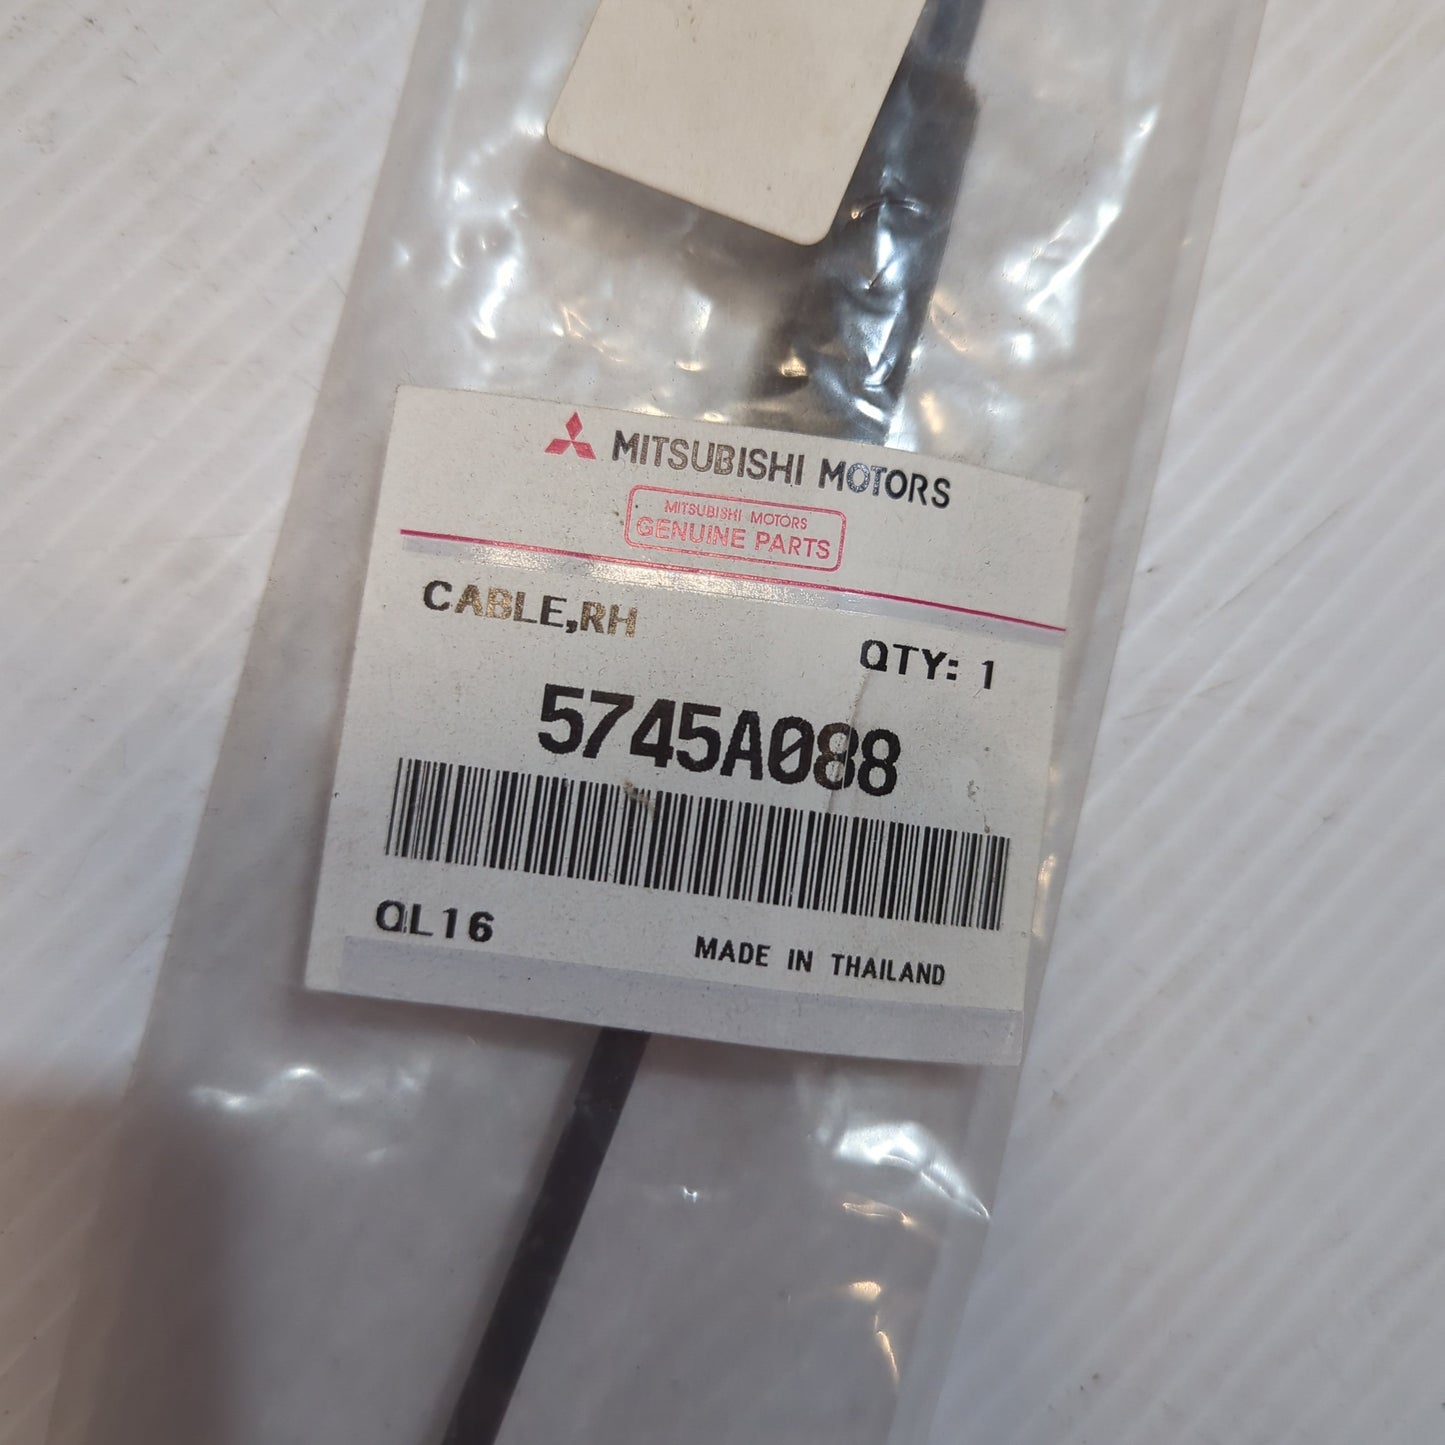 MITSUBISHI MOTORS
MITSUBISHI MOTORS
GENUINE PARTS
CABLE,RH
QTY: 1
5745A088
QL16
MADE IN THAILAND